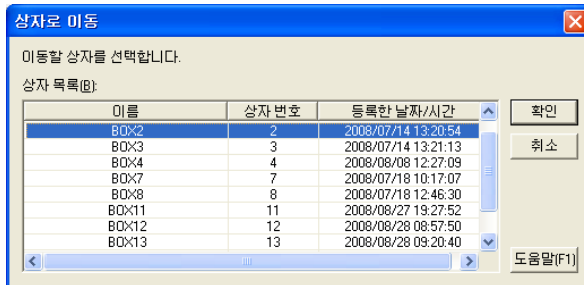 상자로 이동
이동할 상자를 선택합니다.
상자 목록(B):
이름 상자 번호 등록한 날짜/시간 확인
BOX2 2 2008/07/14 13:20:54
BOX3 3 2008/07/14 13:21:13 취소
BOX4 4 2008/08/08 12:27:09
BOX7 7 2008/07/18 10:17:07
BOX8 8 2008/07/18 12:46:30
BOX11 11 2008/08/27 19:27:52
BOX12 12 2008/08/28 08:57:50
BOX13 13 2008/08/28 09:20:40
도움말(F1)